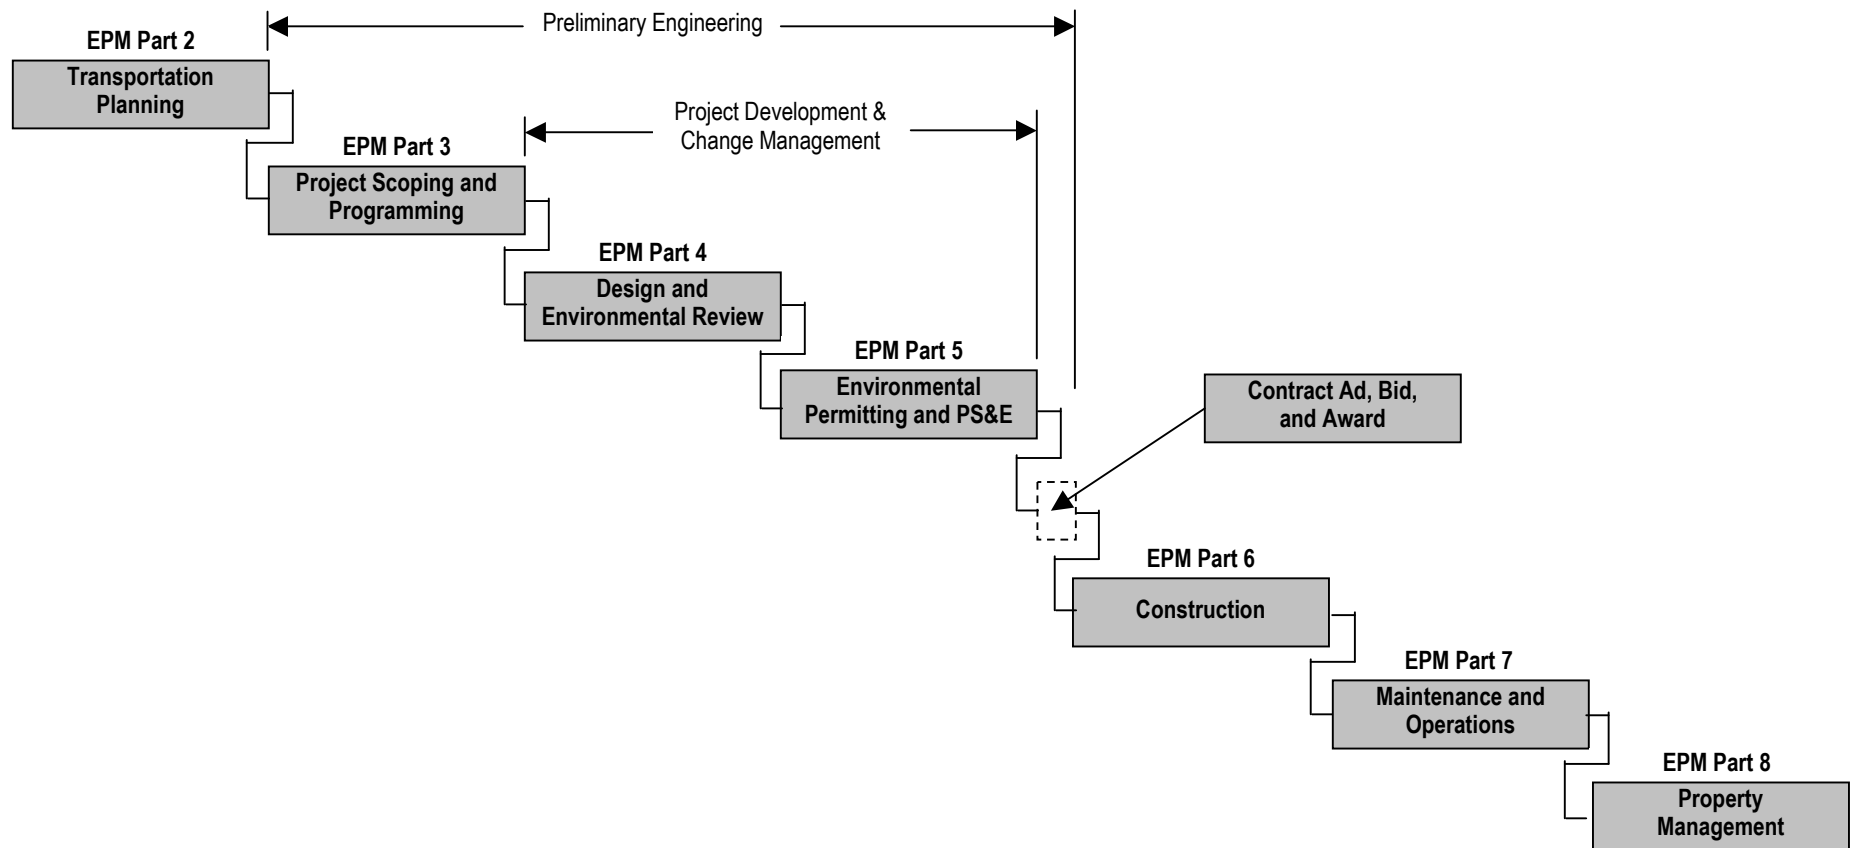 Preliminary Engineering
EPM Part 2
Transportation
Planning
Project Development &
Change Management
EPM Part 3
Project Scoping and
Programming
EPM Part 4
Design and
Environmental Review
EPM Part 5
Environmental
Permitting and PS&E
Contract Ad, Bid,
and Award
EPM Part 6
Construction
EPM Part 7
Maintenance and
Operations
EPM Part 8
Property
Management